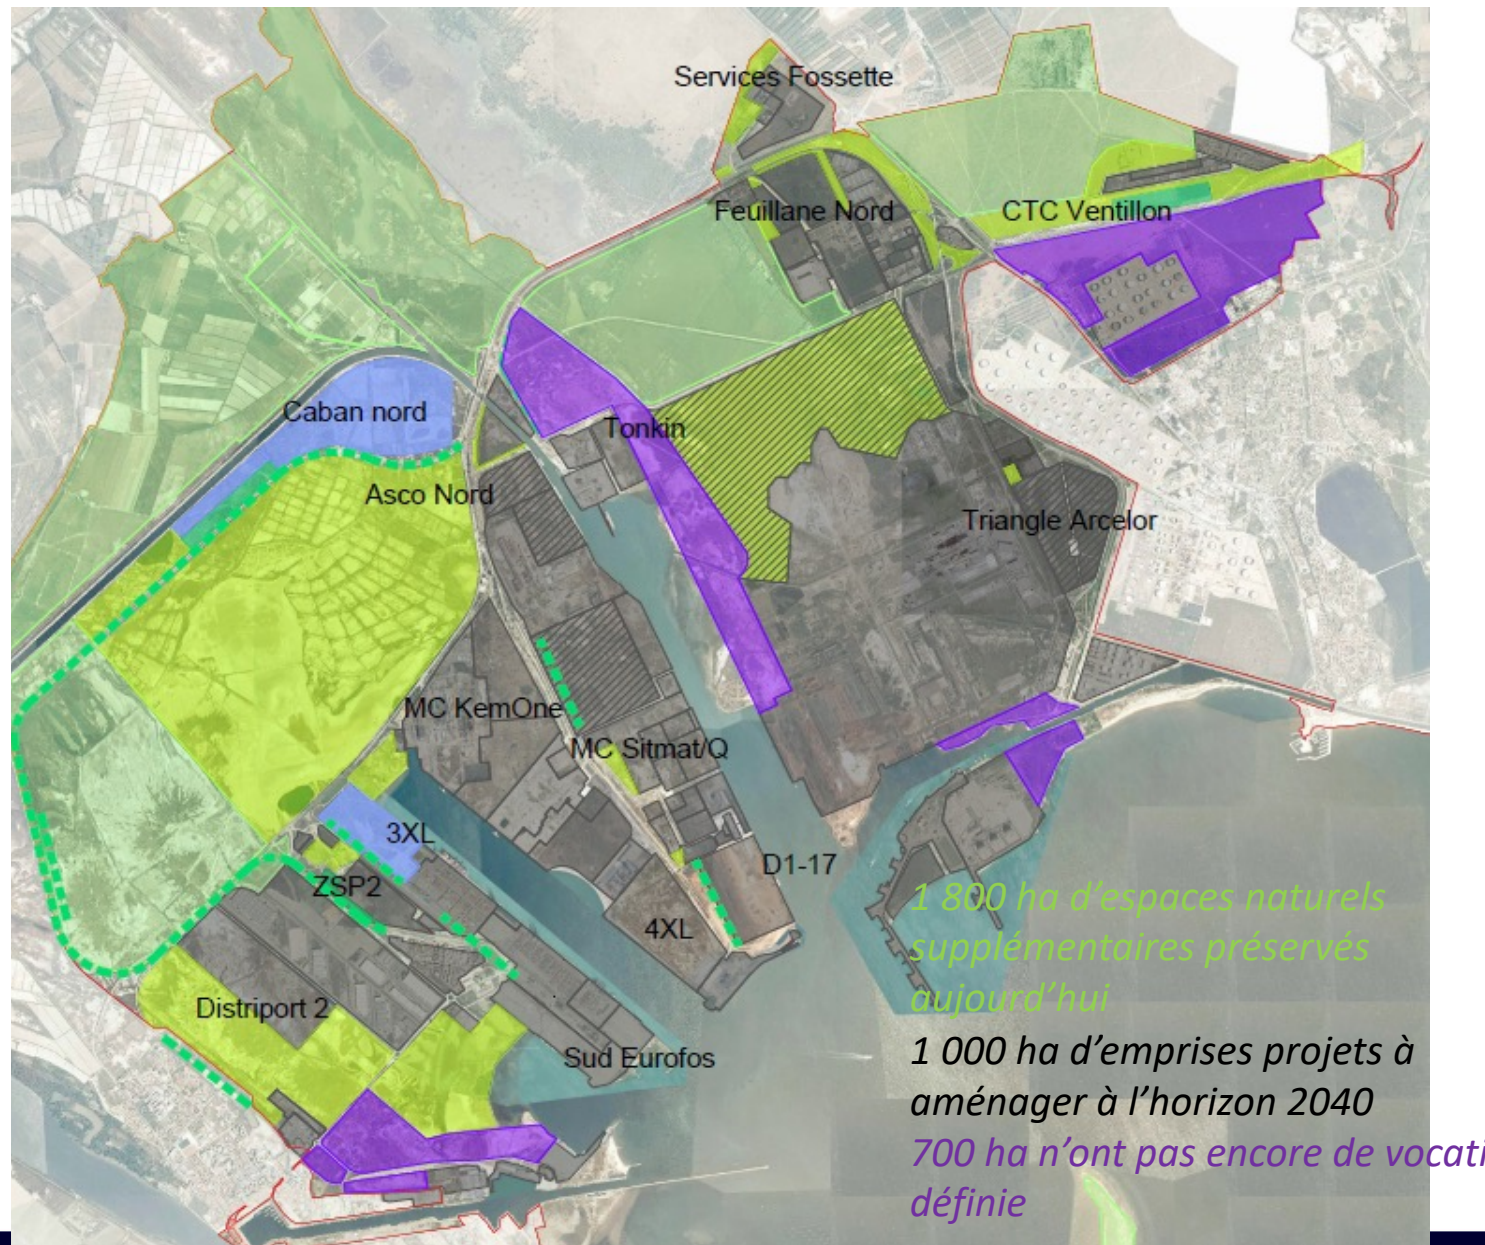 Services Fossette
Feuillane Nord
CTC Ventillon
Caban nord
Tonkin
Asco Nord
Triangle Arcelor
MC KemOne
MC Sitmat/Q
3XL
D1-17
ZSP2
4XL
Distriport 2
Sud Eurofos
1 800 ha d’espaces naturels
supplémentaires préservés
aujourd’hui
1 000 ha d’emprises projets à
aménager à l’horizon 2040
700 ha n’ont pas encore de vocati
définie